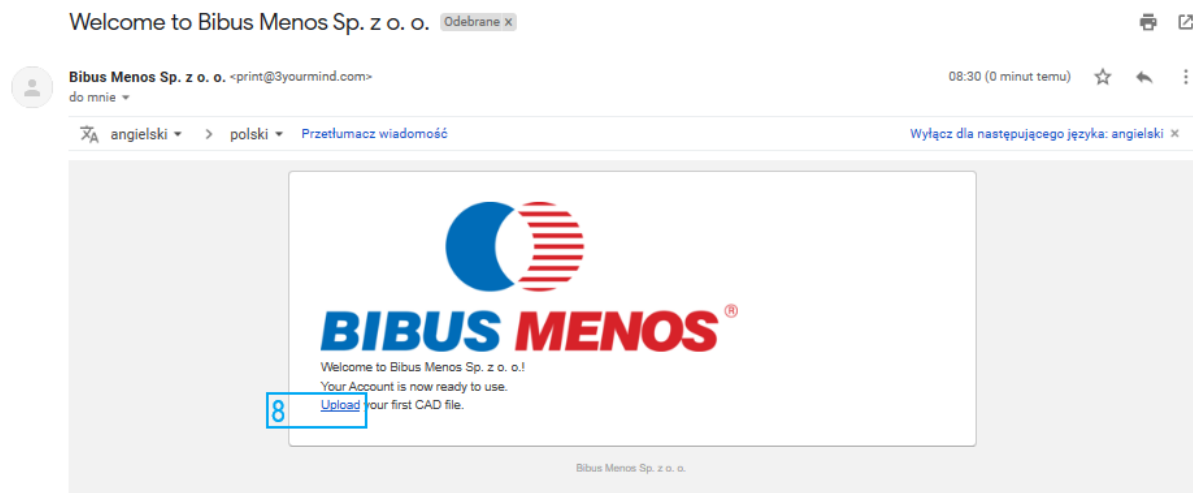 Welcome to Bibus Menos Sp. z o. o. Odebrane x
Bibus Menos Sp. z o. o. <print@3yourmind.com> 08:30 (0 minut temu)
do mnie
angielski > polski Przetłumacz wiadomość Wyłącz dla następującego języka: angielski x
BIBUS MENOS®
Welcome to Bibus Menos Sp. z o. o.!
Your Account is now ready to use.
8 Upload your first CAD file.
Bibus Menos Sp. z o. o.